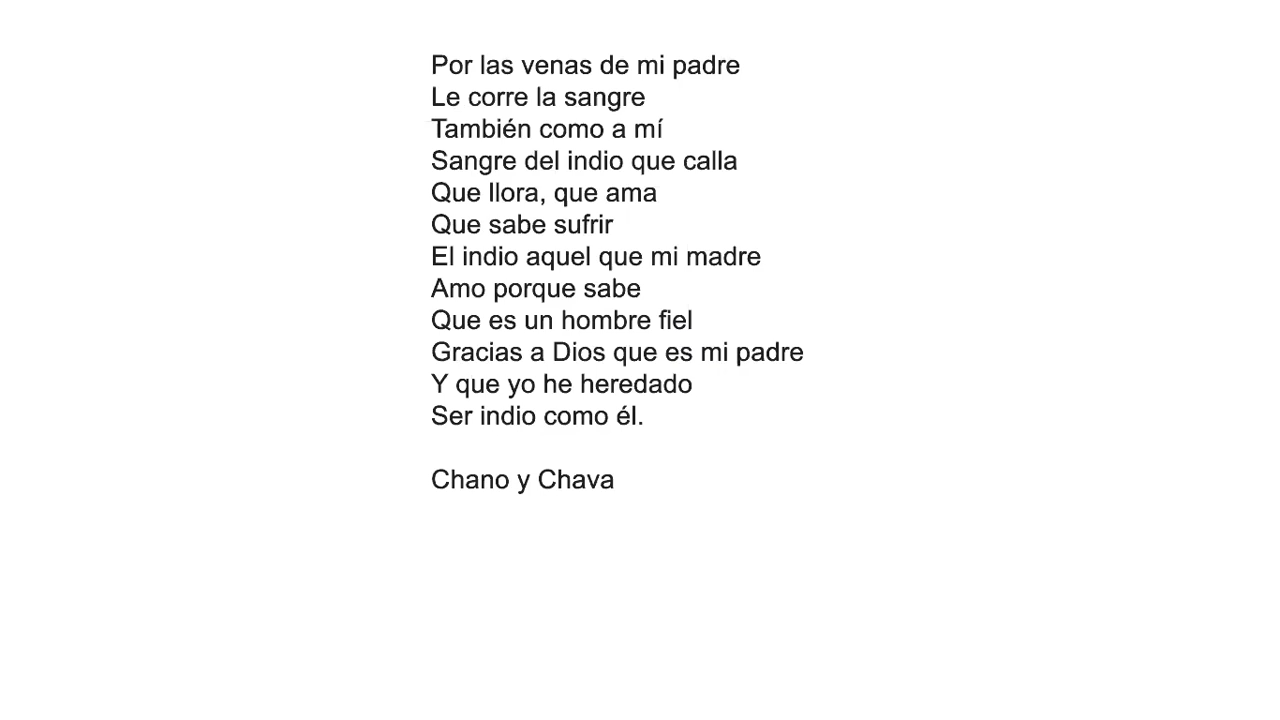 Por las venas de mi padre
Le corre la sangre
También como a mí
Sangre del indio que calla
Que llora, que ama
Que sabe sufrir
El indio aquel que mi madre
Amo porque sabe
Que es un hombre fiel
Gracias a Dios que es mi padre
Y que yo he heredado
Ser indio como él.
Chano y Chava